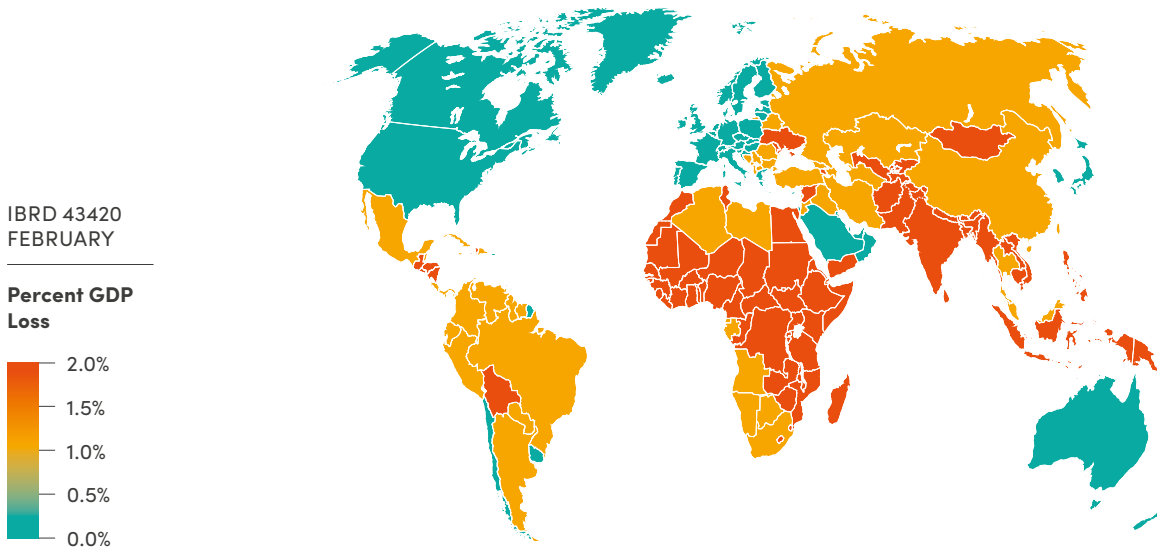 IBRD 43420
FEBRUARY
Percent GDP
Loss
2.0%
1.5%
1.0%
0.5%
0.0%